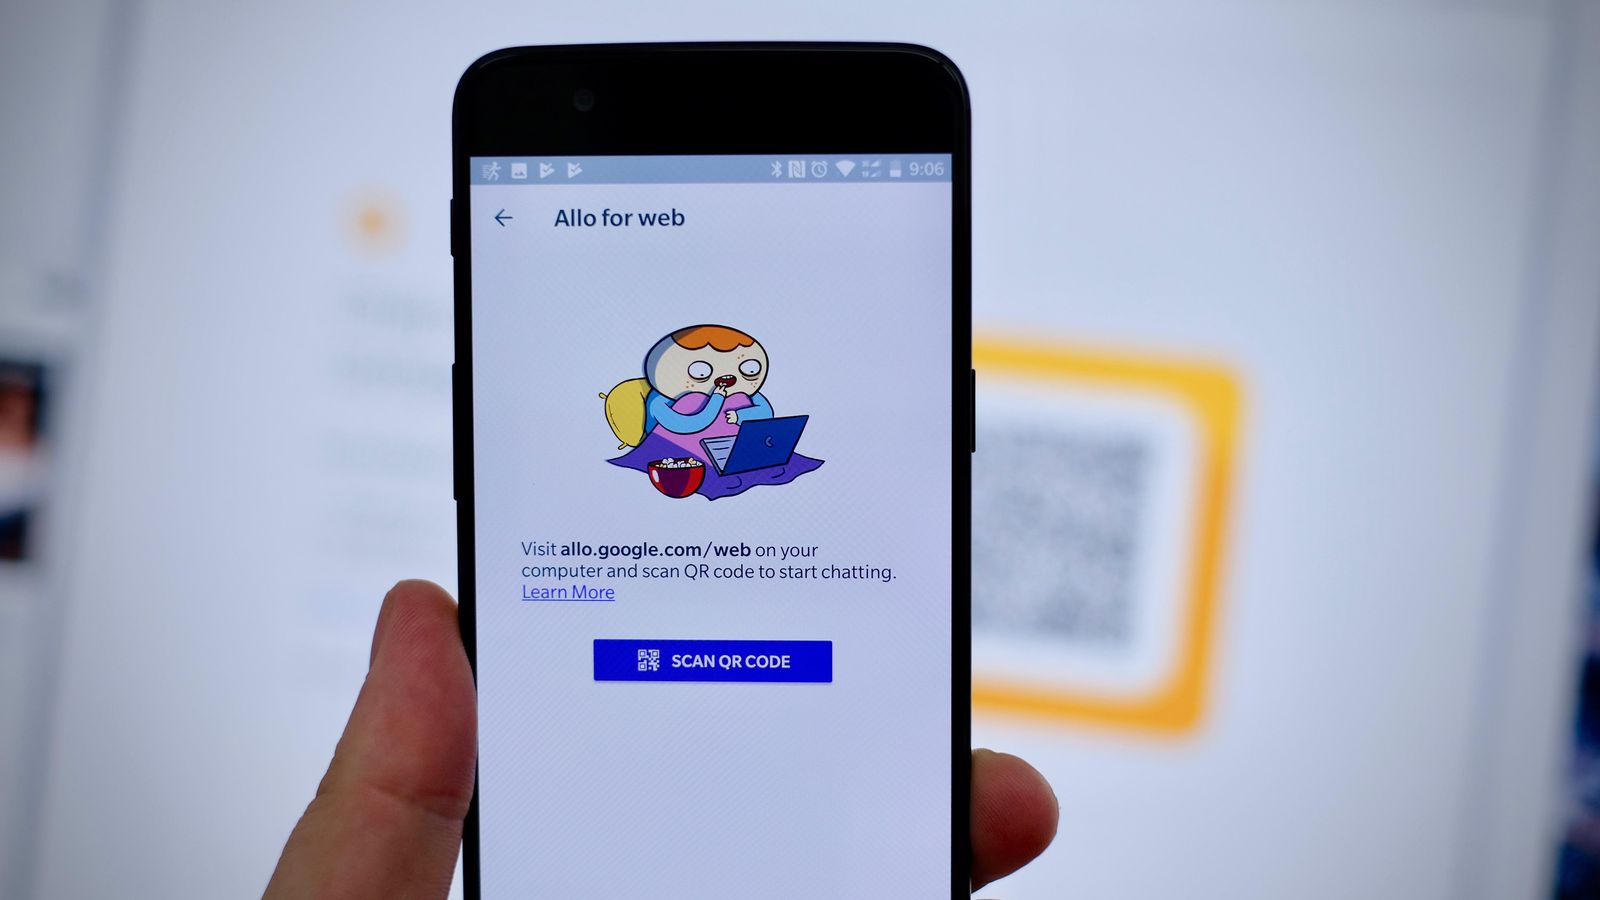 9:06
Allo for web
Visit allo.google.com/web on your
computer and scan QR code to start chatting.
Learn More
SCAN QR CODE